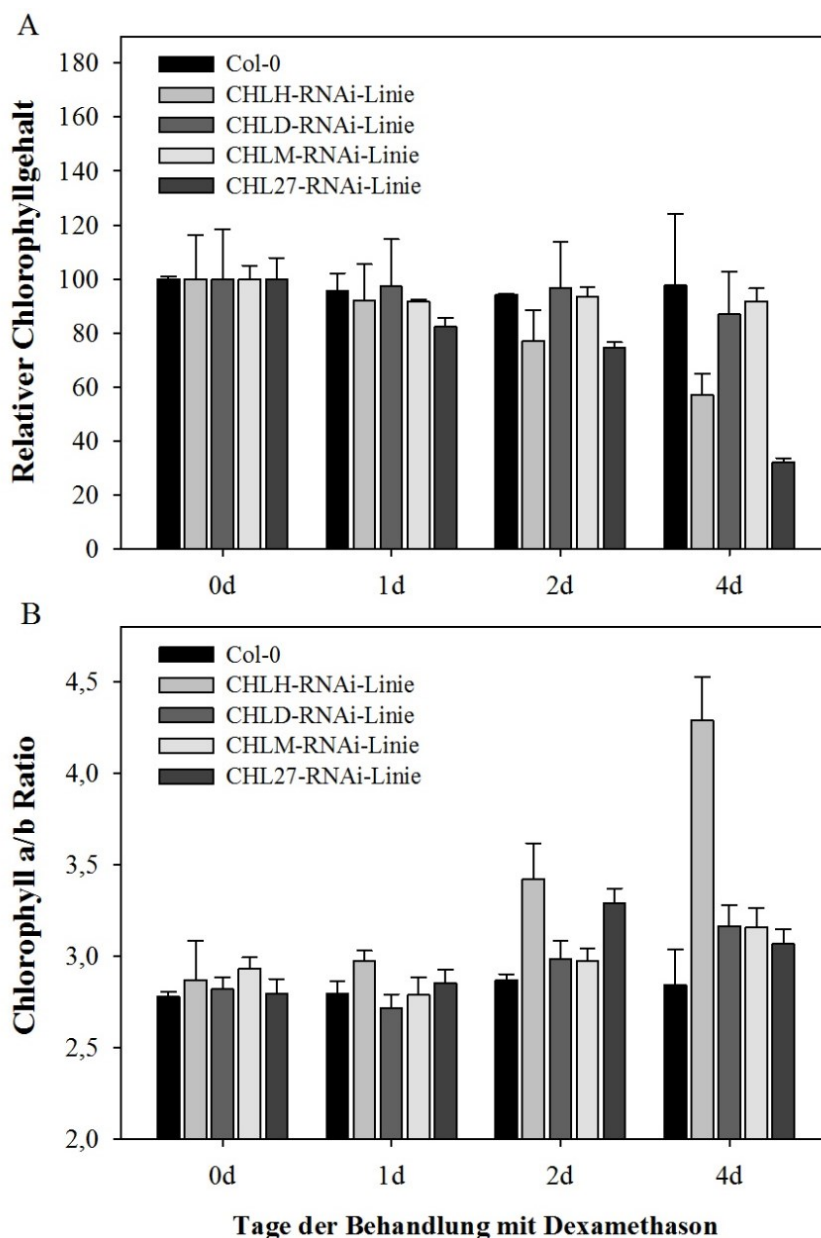 A
180
160
140
120
100
80
60
40
20
0
Relativer Chlorophyllgehalt
Col-0
CHLH-RNAi-Linie
CHLD-RNAi-Linie
CHLM-RNAi-Linie
CHL27-RNAi-Linie
0d 1d 2d 4d
B
4,5
4,0
3,5
3,0
2,5
2,0
Chlorophyll a/b Ratio
Col-0
CHLH-RNAi-Linie
CHLD-RNAi-Linie
CHLM-RNAi-Linie
CHL27-RNAi-Linie
0d 1d 2d 4d
Tage der Behandlung mit Dexamethason